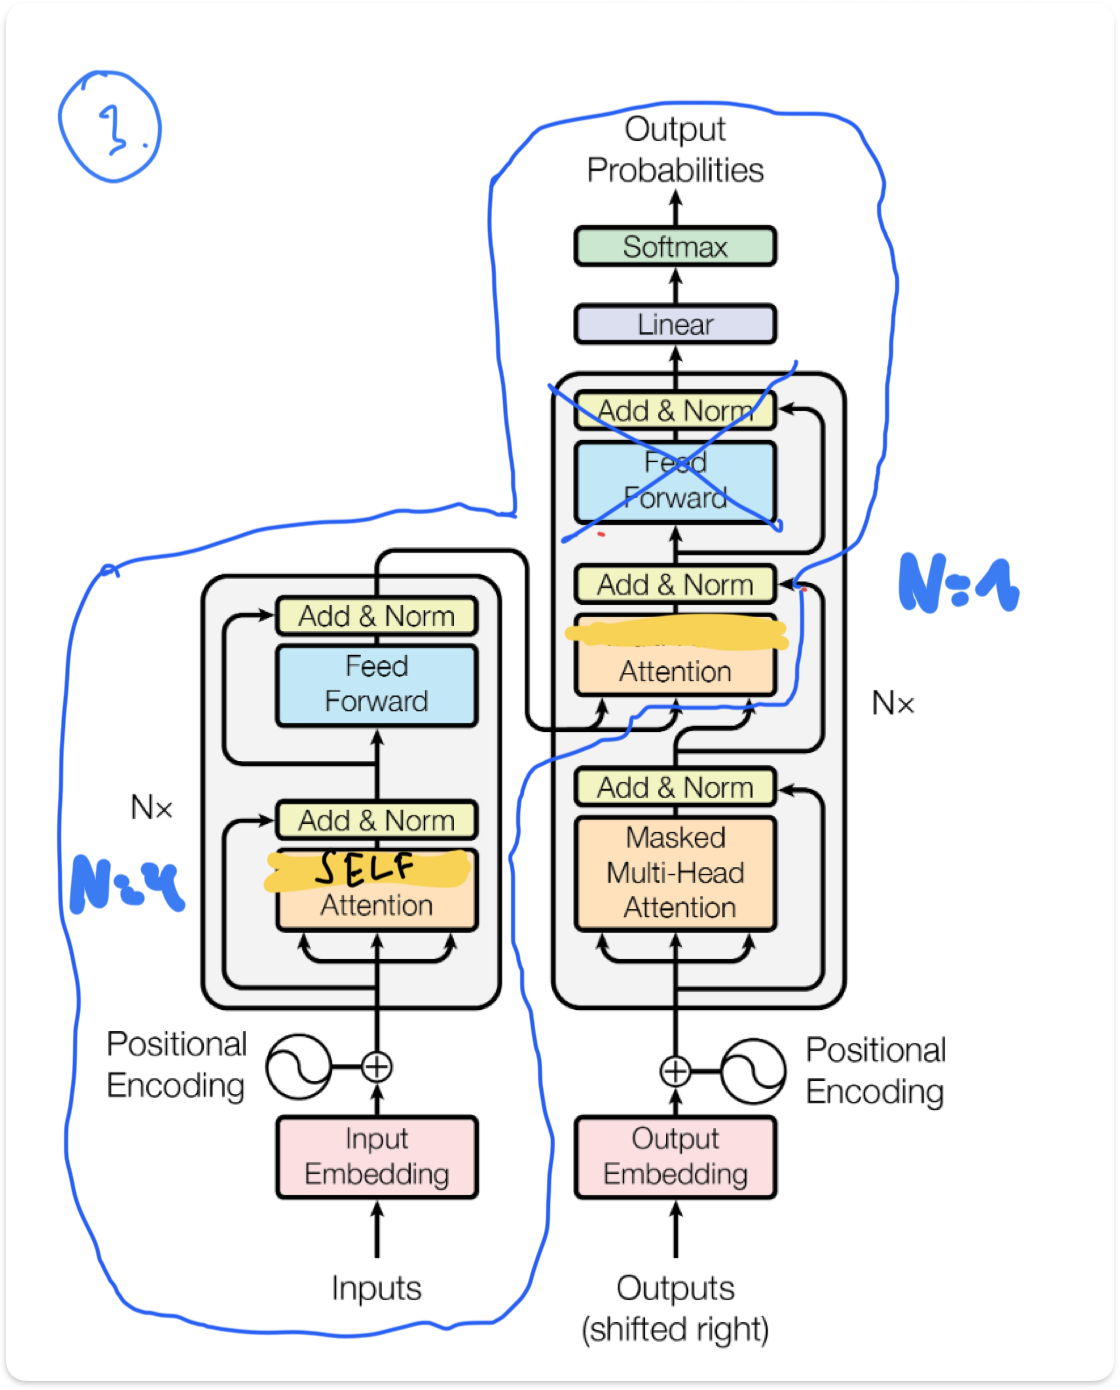 Output
Probabilities
Softmax
Linear
Add & Norm
Feed
Forward
Add & Norm
Attention
N=1
Nx
Add & Norm
Masked
Multi-Head
Attention
Positional
Encoding
Output
Embedding
Outputs
(shifted right)
Add & Norm
Feed
Forward
Nx
N=4
Add & Norm
SELF
Attention
Positional
Encoding
Input
Embedding
Inputs